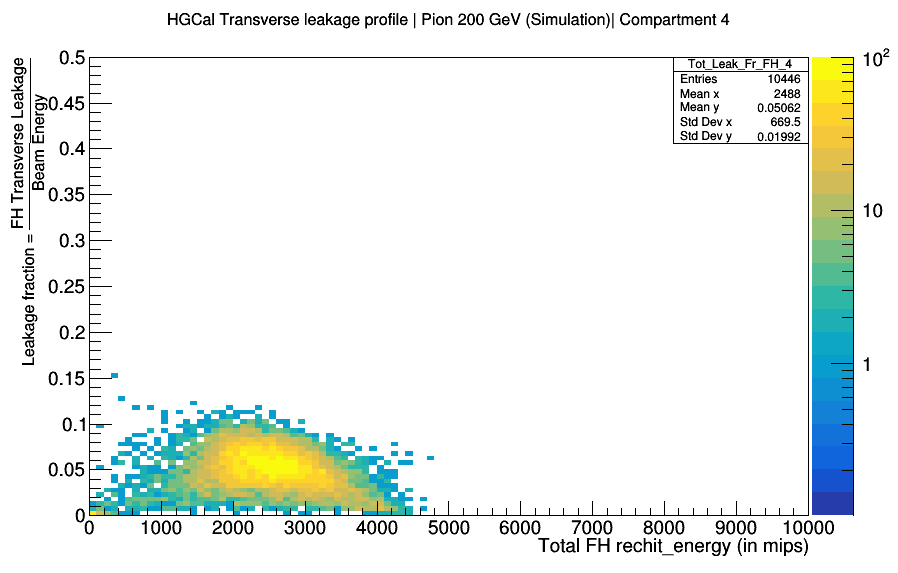 HGCal Transverse leakage profile | Pion 200 GeV (Simulation)| Compartment 4
Leakage fraction = FH Transverse Leakage
Beam Energy
0.5
0.45
0.4
0.35
0.3
0.25
0.2
0.15
0.1
0.05
0
Tot_Leak_Fr_FH_4
Entries 10446
Mean x 2488
Mean y 0.05062
Std Dev x 669.5
Std Dev y 0.01992
10²
10
1
0 1000 2000 3000 4000 5000 6000 7000 8000 9000 10000
Total FH rechit_energy (in mips)